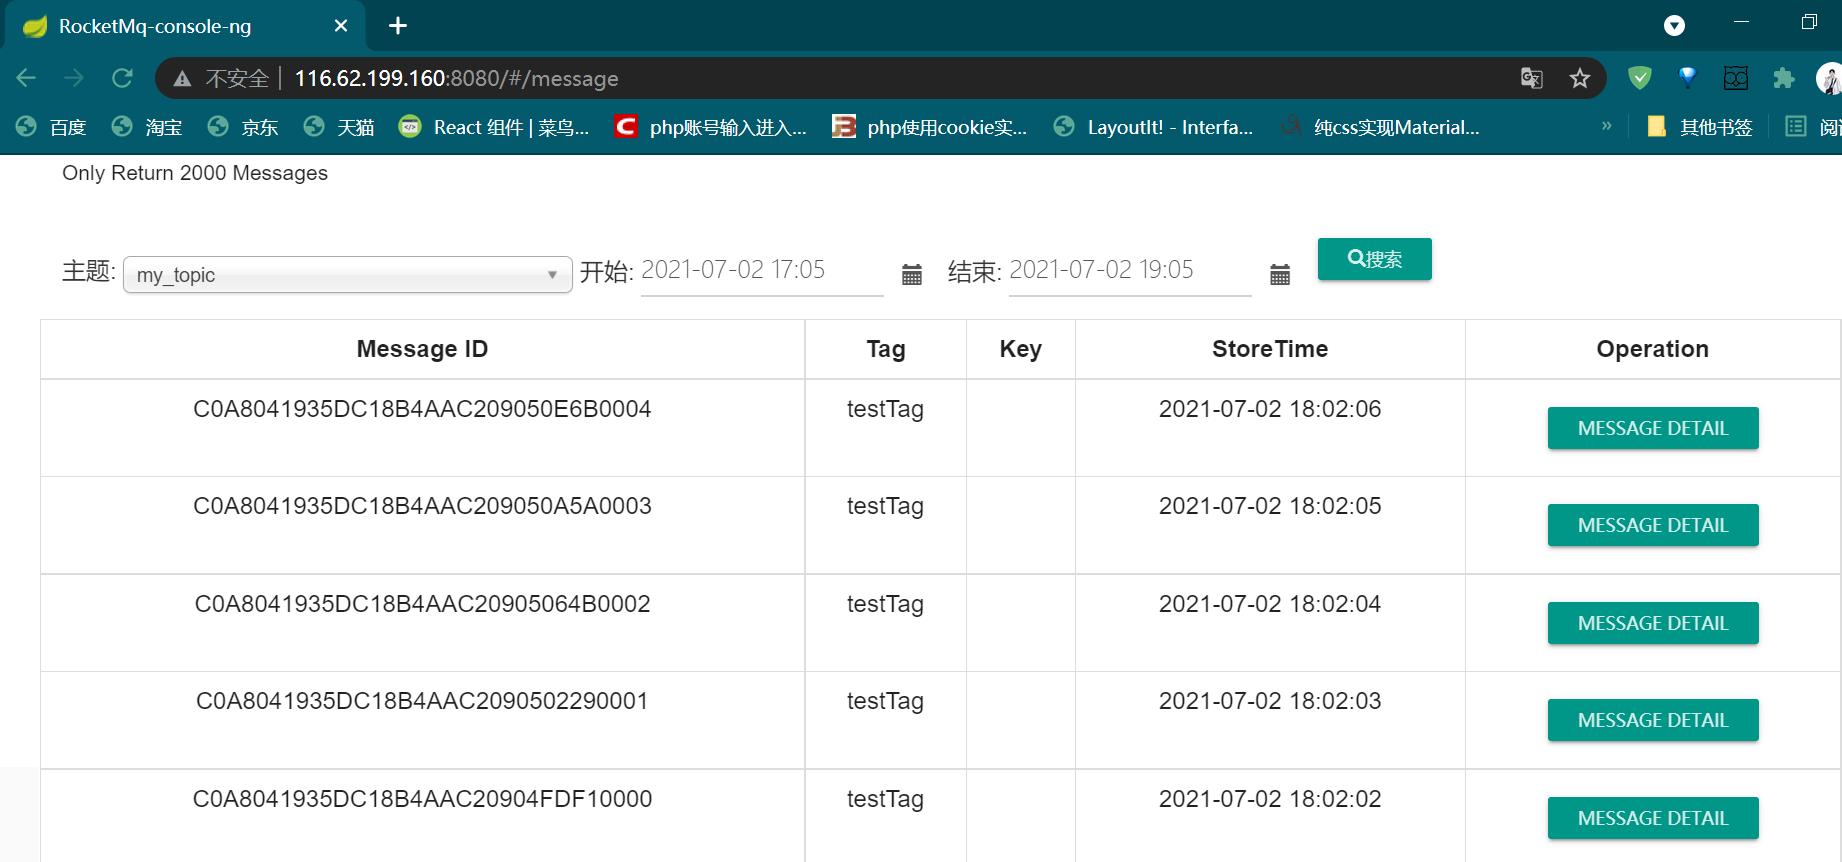 RocketMq-console-ng
不安全 116.62.199.160:8080/#/message
百度 淘宝 京东 天猫 React 组件 | 菜鸟... php账号输入进入... php使用cookie实... LayoutIt! - Interfa... 纯css实现Material... » 其他书签
Only Return 2000 Messages
主题: my_topic 开始: 2021-07-02 17:05 结束: 2021-07-02 19:05 搜索
Message ID Tag Key StoreTime Operation
C0A8041935DC18B4AAC209050E6B0004 testTag 2021-07-02 18:02:06 MESSAGE DETAIL
C0A8041935DC18B4AAC209050A5A0003 testTag 2021-07-02 18:02:05 MESSAGE DETAIL
C0A8041935DC18B4AAC20905064B0002 testTag 2021-07-02 18:02:04 MESSAGE DETAIL
C0A8041935DC18B4AAC2090502290001 testTag 2021-07-02 18:02:03 MESSAGE DETAIL
C0A8041935DC18B4AAC20904FDF10000 testTag 2021-07-02 18:02:02 MESSAGE DETAIL